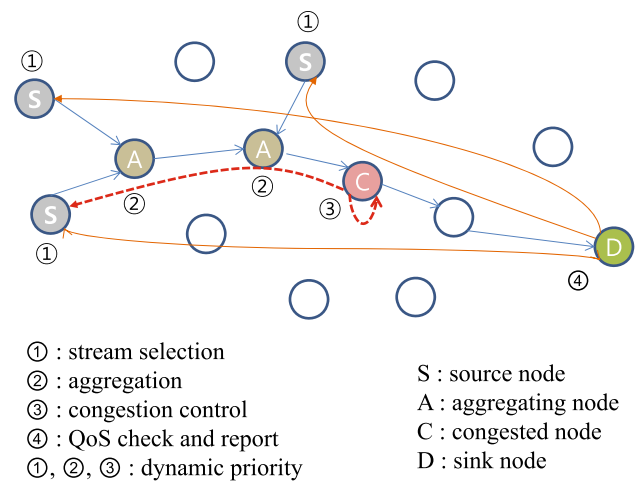 ①
①
S
S
A
A
C
②
②
③
S
①
D
④
① : stream selection
② : aggregation
③ : congestion control
④ : QoS check and report
①, ②, ③ : dynamic priority
S : source node
A : aggregating node
C : congested node
D : sink node